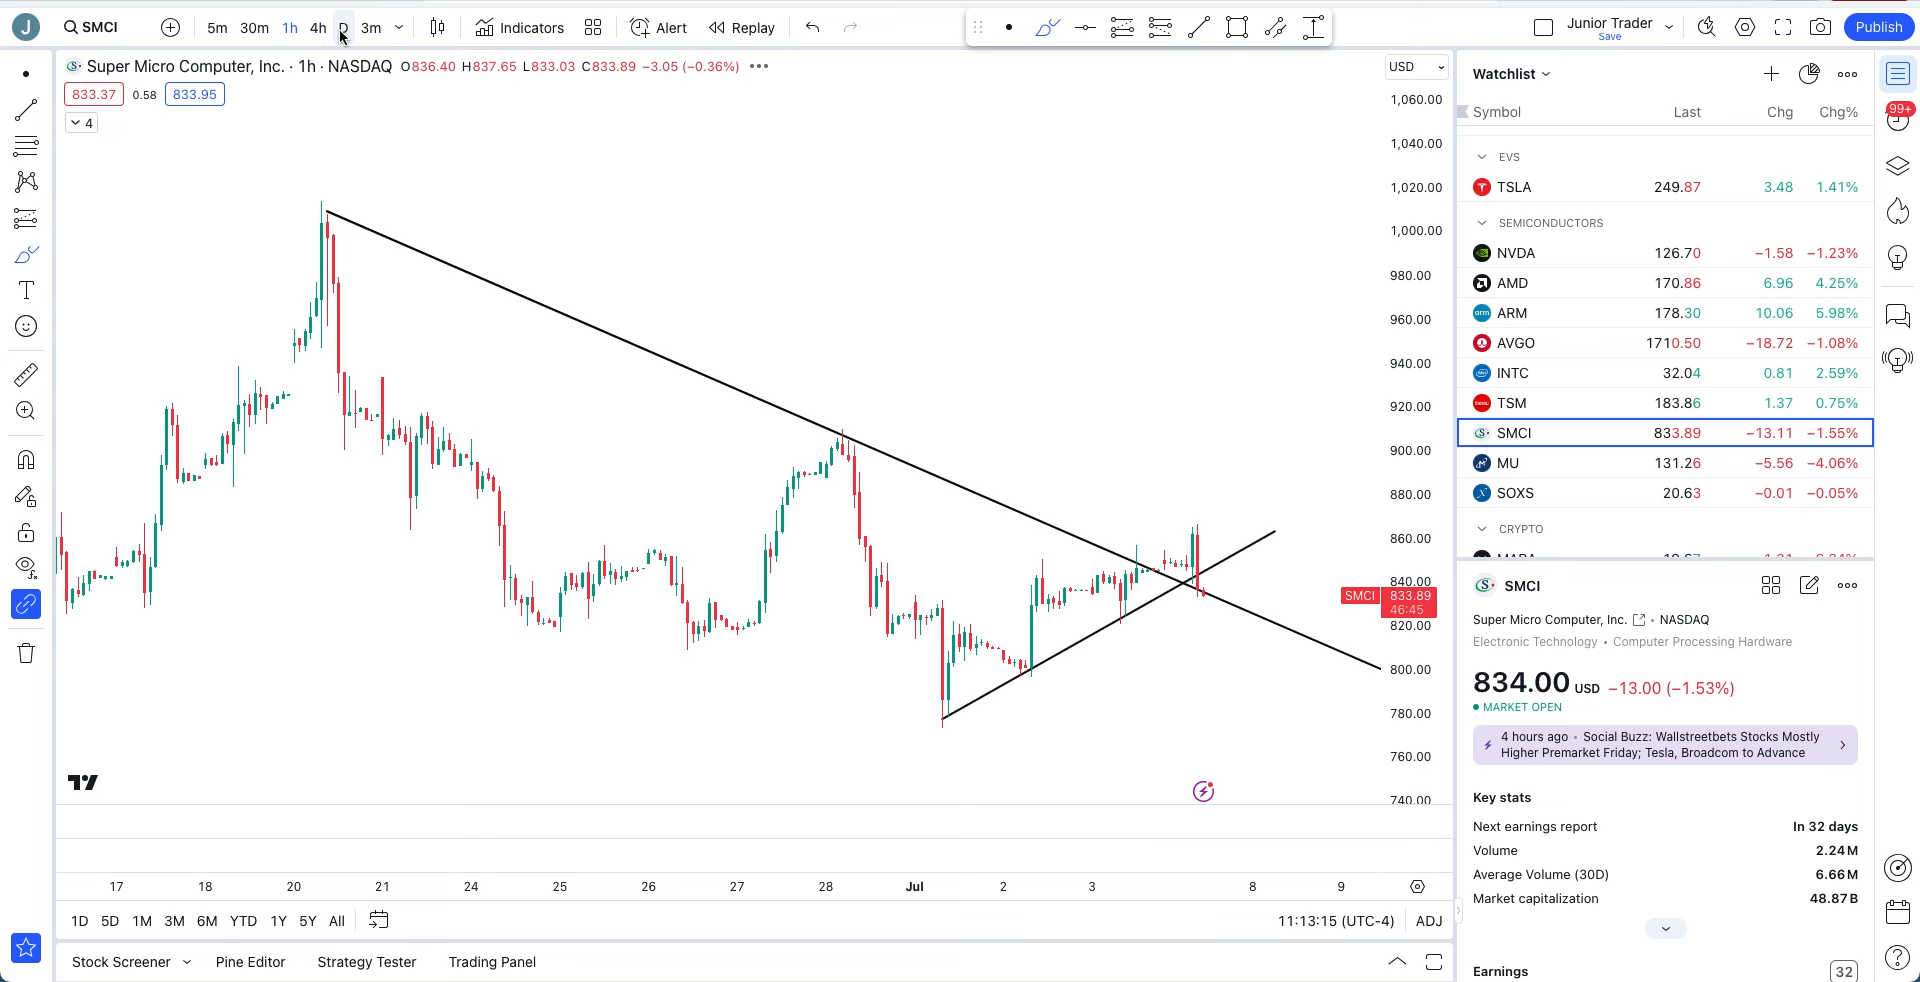 J SMCI 5m 30m 1h 4h D 3m Indicators Alert Replay Junior Trader Save Publish
Super Micro Computer, Inc. · 1h · NASDAQ O836.40 H837.65 L833.03 C833.89 −3.05 (−0.36%)
833.37 0.58 833.95
4
USD
1,060.00
1,040.00
1,020.00
1,000.00
980.00
960.00
940.00
920.00
900.00
880.00
860.00
840.00
SMCI 833.89
46:45
820.00
800.00
780.00
760.00
740.00
17 18 20 21 24 25 26 27 28 Jul 2 3 8 9
1D 5D 1M 3M 6M YTD 1Y 5Y All 11:13:15 (UTC-4) ADJ
Stock Screener Pine Editor Strategy Tester Trading Panel
Watchlist
Symbol Last Chg Chg%
EVS
TSLA 249.87 3.48 1.41%
SEMICONDUCTORS
NVDA 126.70 −1.58 −1.23%
AMD 170.86 6.96 4.25%
ARM 178.30 10.06 5.98%
AVGO 1710.50 −18.72 −1.08%
INTC 32.04 0.81 2.59%
TSM 183.86 1.37 0.75%
SMCI 833.89 −13.11 −1.55%
MU 131.26 −5.56 −4.06%
SOXS 20.63 −0.01 −0.05%
CRYPTO
SMCI
Super Micro Computer, Inc. • NASDAQ
Electronic Technology • Computer Processing Hardware
834.00 USD −13.00 (−1.53%)
MARKET OPEN
4 hours ago • Social Buzz: Wallstreetbets Stocks Mostly
Higher Premarket Friday; Tesla, Broadcom to Advance
Key stats
Next earnings report In 32 days
Volume 2.24M
Average Volume (30D) 6.66M
Market capitalization 48.87B
Earnings 32
99+